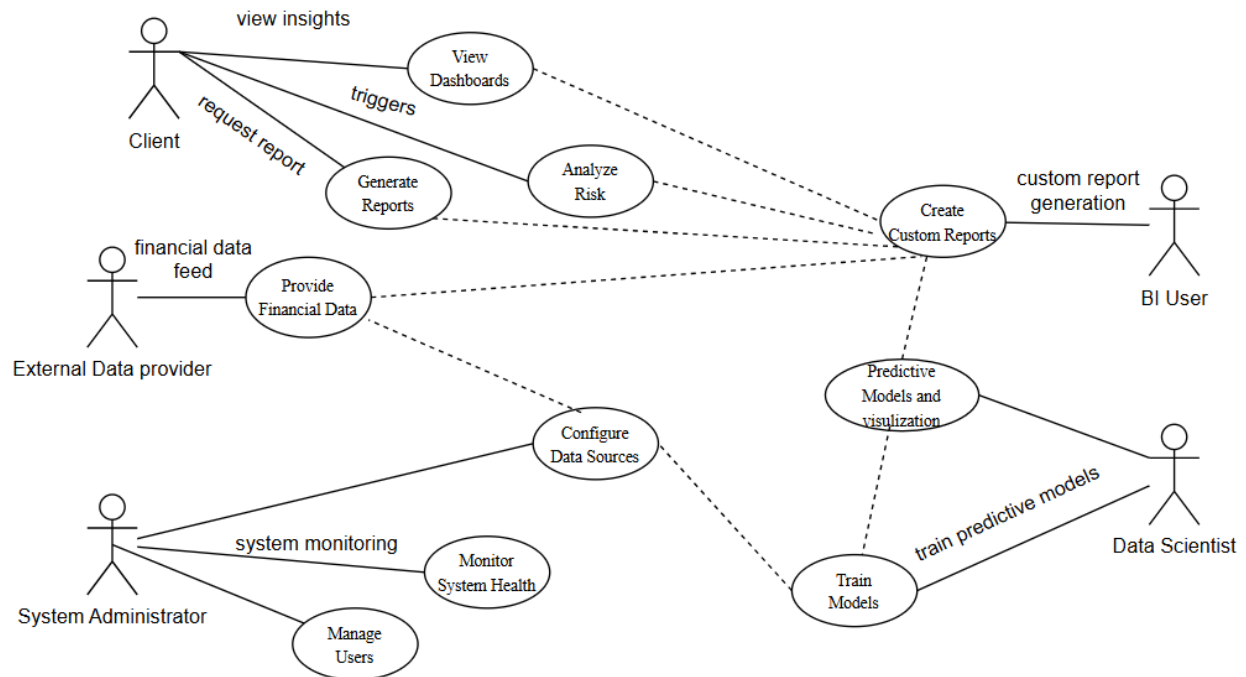 view insights
View
Dashboards
triggers
request report
Client
Generate
Reports
Analyze
Risk
Create
Custom Reports
custom report
generation
BI User
financial data
feed
Provide
Financial Data
External Data provider
Predictive
Models and
visulization
Configure
Data Sources
train predictive models
Data Scientist
system monitoring
Monitor
System Health
Train
Models
System Administrator
Manage
Users